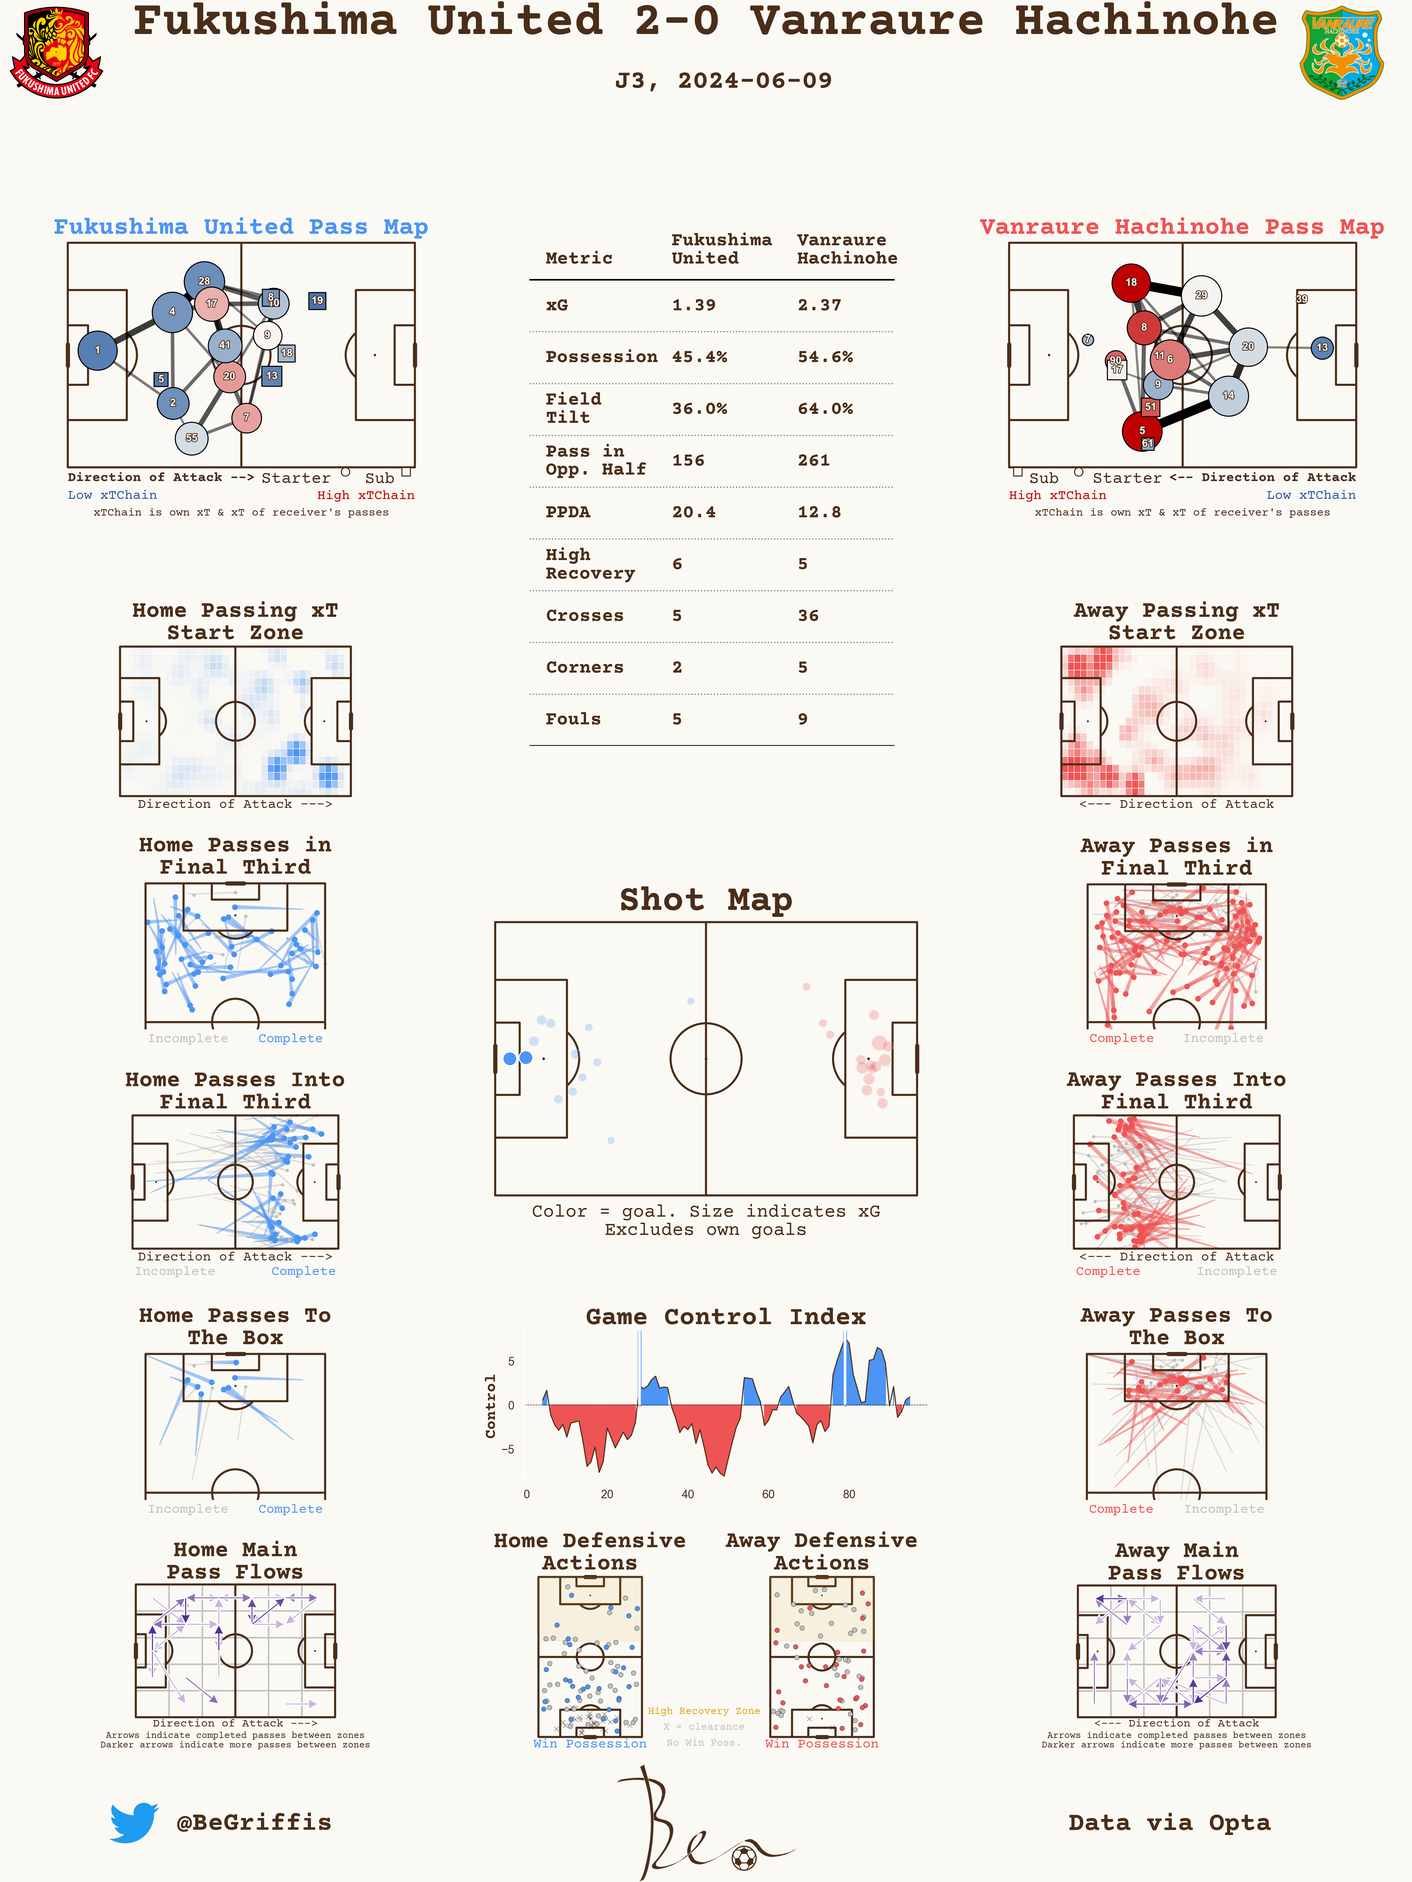 Fukushima United 2-0 Vanraure Hachinohe
J3, 2024-06-09
FUKUSHIMA UNITED FC
VANRAURE
HACHINOHE
Fukushima United Pass Map
28
8
10
19
4
17
9
1
41
18
5
20
13
2
7
55
Direction of Attack --> Starter Sub
Low xTChain High xTChain
xTChain is own xT & xT of receiver's passes
Metric Fukushima United Vanraure Hachinohe
xG 1.39 2.37
Possession 45.4% 54.6%
Field Tilt 36.0% 64.0%
Pass in Opp. Half 156 261
PPDA 20.4 12.8
High Recovery 6 5
Crosses 5 36
Corners 2 5
Fouls 5 9
Vanraure Hachinohe Pass Map
18
29
39
8
7
20
13
11
6
90
17
9
14
51
5
61
Sub Starter <-- Direction of Attack
High xTChain Low xTChain
xTChain is own xT & xT of receiver's passes
Home Passing xT
Start Zone
Direction of Attack --->
Away Passing xT
Start Zone
<--- Direction of Attack
Home Passes in
Final Third
Incomplete Complete
Away Passes in
Final Third
Complete Incomplete
Shot Map
Color = goal. Size indicates xG
Excludes own goals
Home Passes Into
Final Third
Direction of Attack --->
Incomplete Complete
Away Passes Into
Final Third
<--- Direction of Attack
Complete Incomplete
Home Passes To
The Box
Incomplete Complete
Game Control Index
Control
5
0
−5
0 20 40 60 80
Away Passes To
The Box
Complete Incomplete
Home Main
Pass Flows
Direction of Attack --->
Arrows indicate completed passes between zones
Darker arrows indicate more passes between zones
Home Defensive
Actions
Win Possession
High Recovery Zone
X = clearance
No Win Poss.
Away Defensive
Actions
Win Possession
Away Main
Pass Flows
<--- Direction of Attack
Arrows indicate completed passes between zones
Darker arrows indicate more passes between zones
@BeGriffis
Ben
Data via Opta